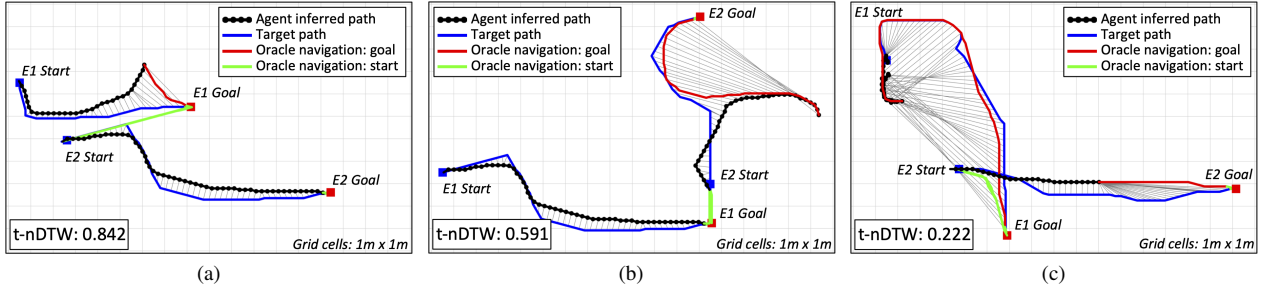 Agent inferred path
Target path
Oracle navigation: goal
Oracle navigation: start
E1 Start
E1 Goal
E2 Start
E2 Goal
t-nDTW: 0.842
Grid cells: 1m x 1m
(a)
Agent inferred path
Target path
Oracle navigation: goal
Oracle navigation: start
E2 Goal
E1 Start
E2 Start
E1 Goal
t-nDTW: 0.591
Grid cells: 1m x 1m
(b)
E1 Start
Agent inferred path
Target path
Oracle navigation: goal
Oracle navigation: start
E2 Start
E2 Goal
E1 Goal
t-nDTW: 0.222
Grid cells: 1m x 1m
(c)